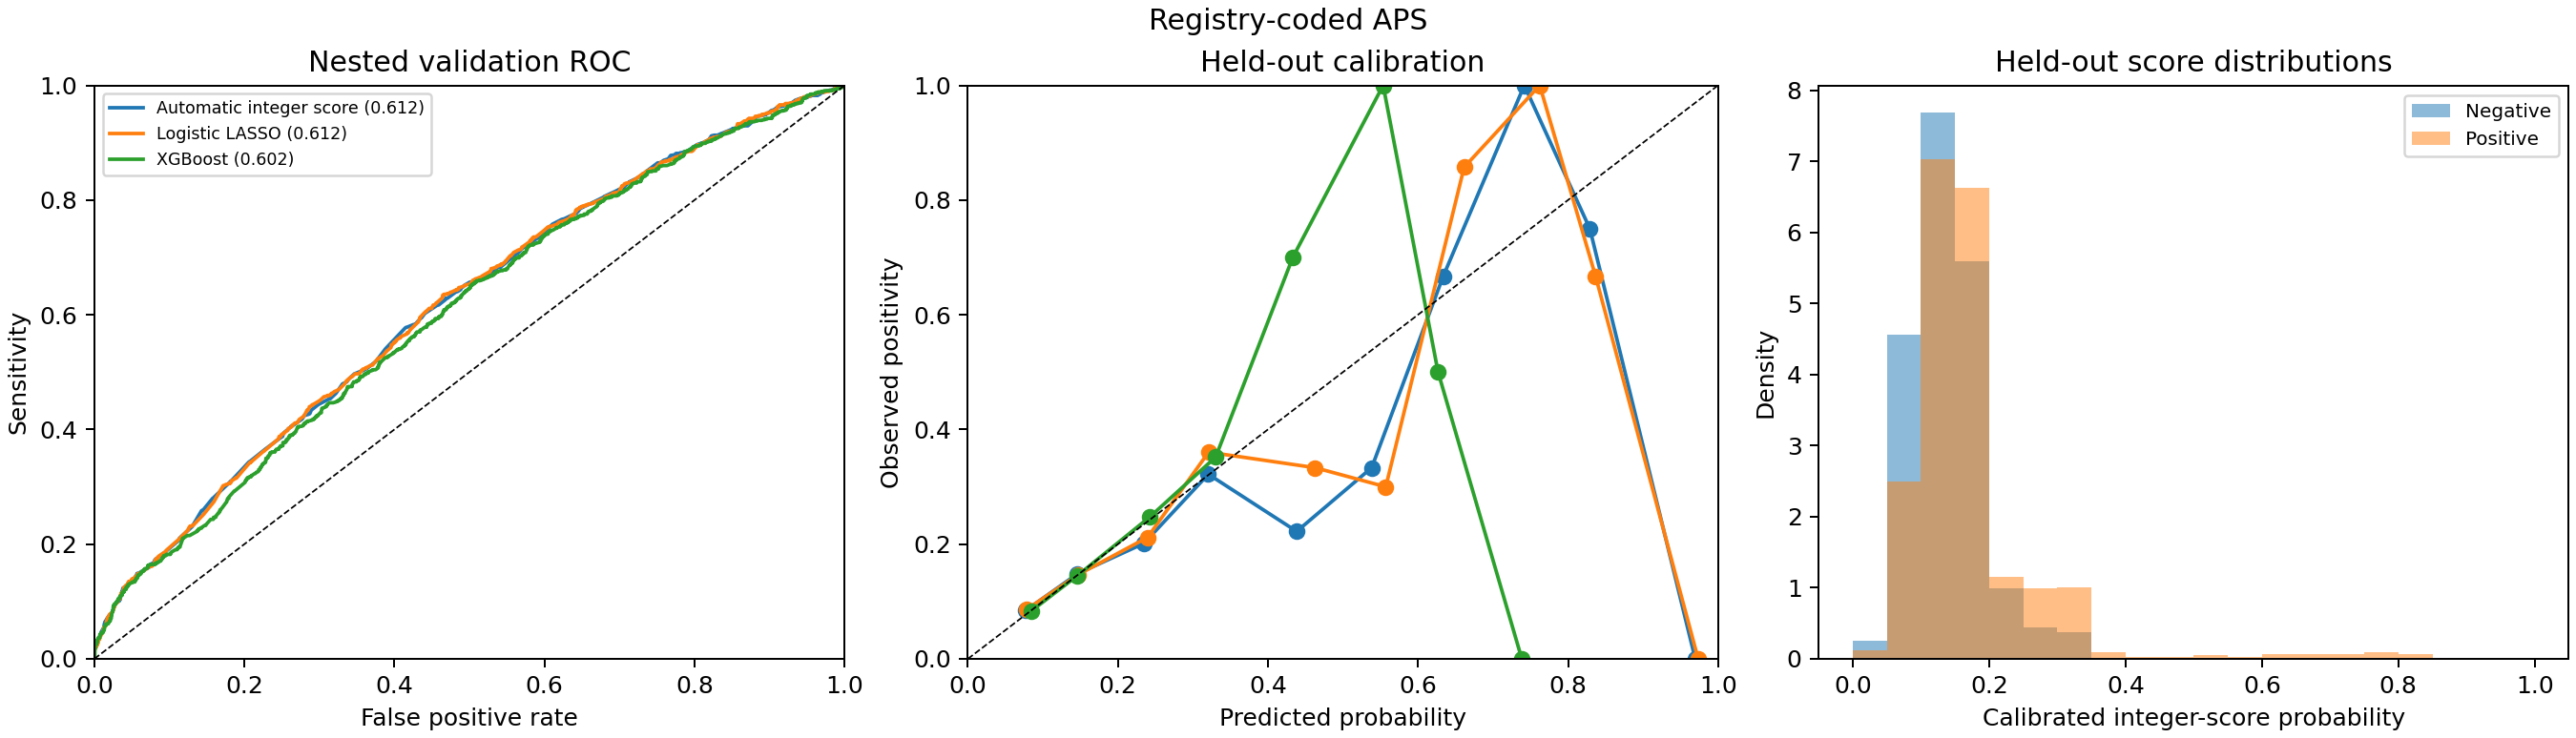 Registry-coded APS
Nested validation ROC
Automatic integer score (0.612)
Logistic LASSO (0.612)
XGBoost (0.602)
Sensitivity
1.0
0.8
0.6
0.4
0.2
0.0
0.0 0.2 0.4 0.6 0.8 1.0
False positive rate
Held-out calibration
Observed positivity
1.0
0.8
0.6
0.4
0.2
0.0
0.0 0.2 0.4 0.6 0.8 1.0
Predicted probability
Held-out score distributions
Negative
Positive
Density
8
7
6
5
4
3
2
1
0
0.0 0.2 0.4 0.6 0.8 1.0
Calibrated integer-score probability